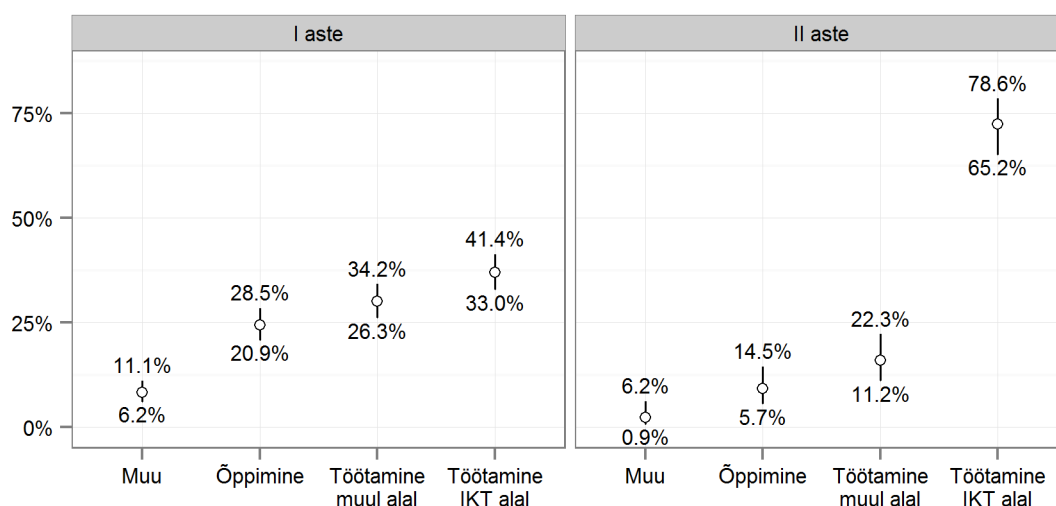 I aste
II aste
75%
50%
25%
0%
11.1%
6.2%
28.5%
20.9%
34.2%
26.3%
41.4%
33.0%
6.2%
0.9%
14.5%
5.7%
22.3%
11.2%
78.6%
65.2%
Muu
Õppimine
Töötamine
muul alal
Töötamine
IKT alal
Muu
Õppimine
Töötamine
muul alal
Töötamine
IKT alal